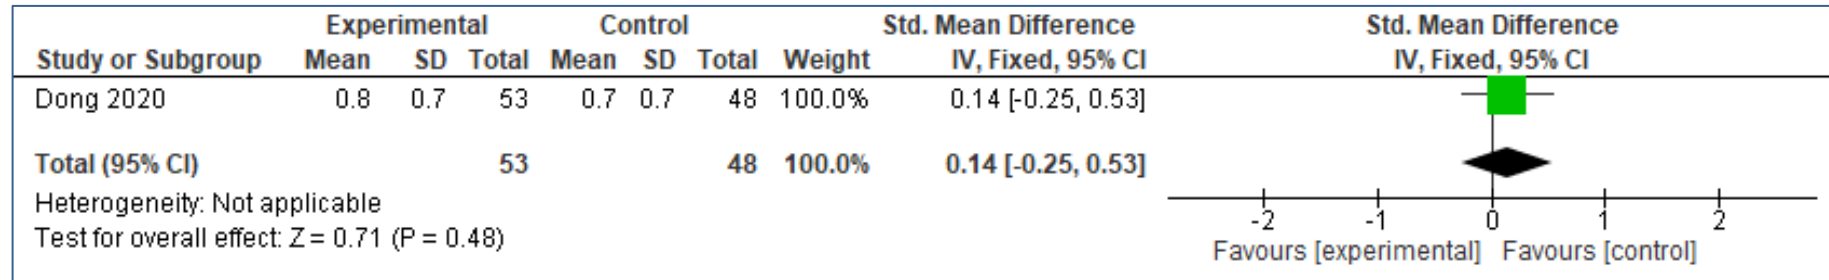 Experimental Control Std. Mean Difference Std. Mean Difference
Study or Subgroup Mean SD Total Mean SD Total Weight IV, Fixed, 95% CI IV, Fixed, 95% CI
Dong 2020 0.8 0.7 53 0.7 0.7 48 100.0% 0.14 [-0.25, 0.53]
Total (95% CI) 53 48 100.0% 0.14 [-0.25, 0.53]
Heterogeneity: Not applicable
Test for overall effect: Z = 0.71 (P = 0.48)
-2 -1 0 1 2
Favours [experimental] Favours [control]